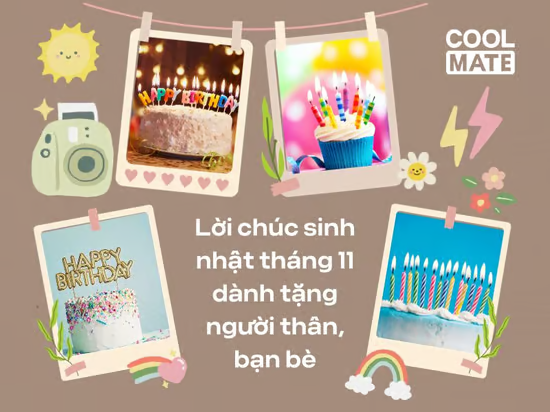 COOL
MATE
HAPPY BIRTHDAY
HAPPY
BIRTHDAY
Lời chúc sinh
nhật tháng 11
dành tặng
người thân,
bạn bè